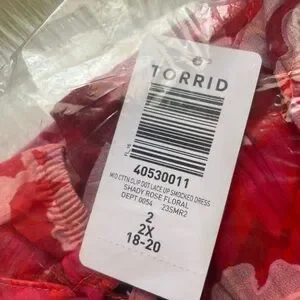 TORRID
40530011
MID CTTN CLIP DOT LACE UP SMOCKED DRESS
SHADY ROSE FLORAL
DEPT 0054 23SMR2
2
2X
18-20